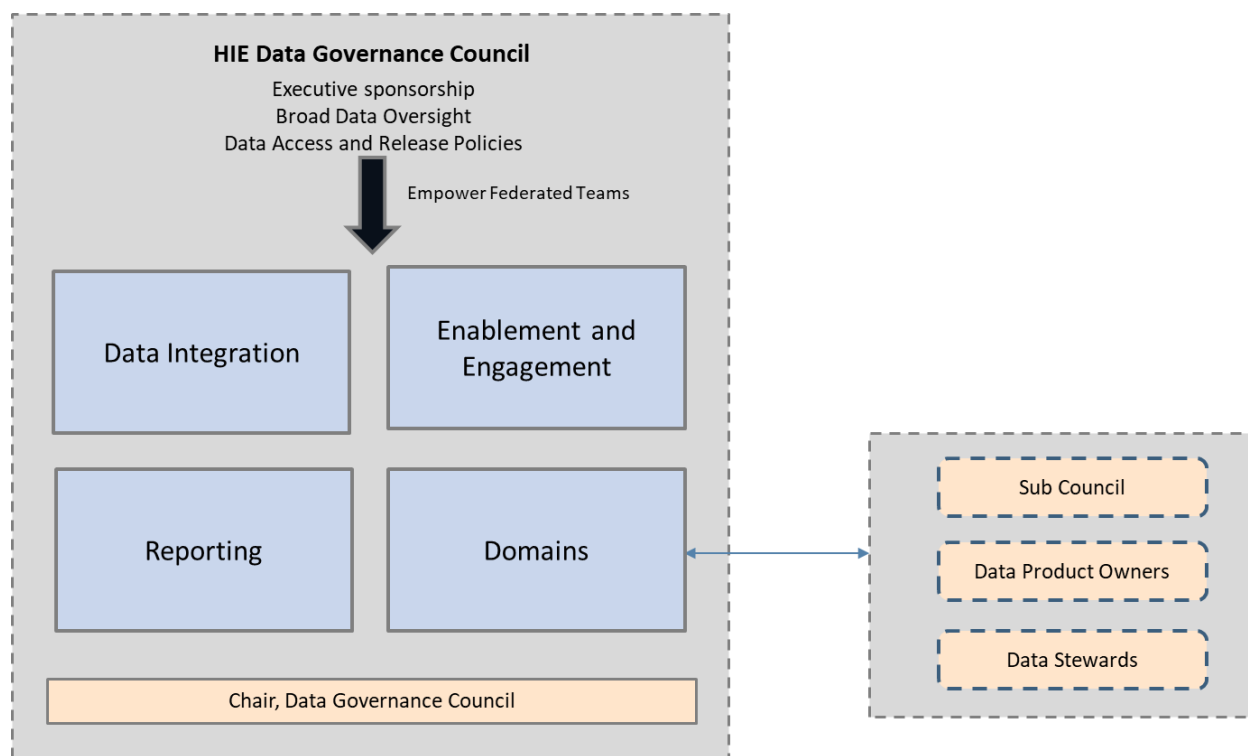 HIE Data Governance Council
Executive sponsorship
Broad Data Oversight
Data Access and Release Policies
Empower Federated Teams
Data Integration
Enablement and
Engagement
Reporting
Domains
Chair, Data Governance Council
Sub Council
Data Product Owners
Data Stewards